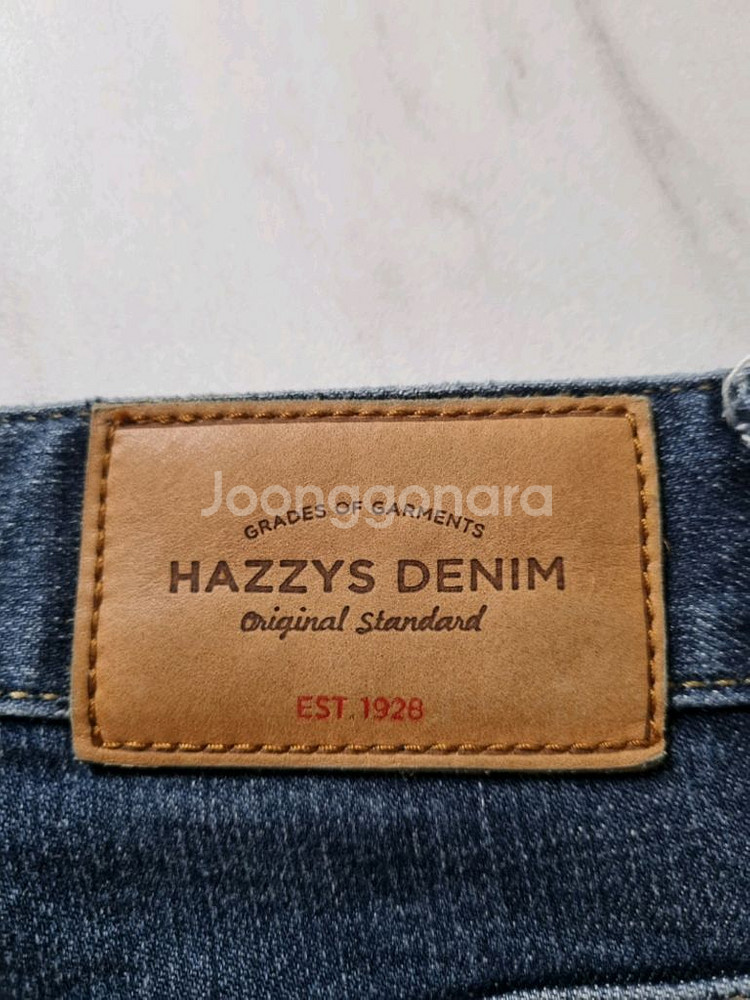 Joonggonara
GRADES OF GARMENTS
HAZZYS DENIM
Original Standard
EST. 1928